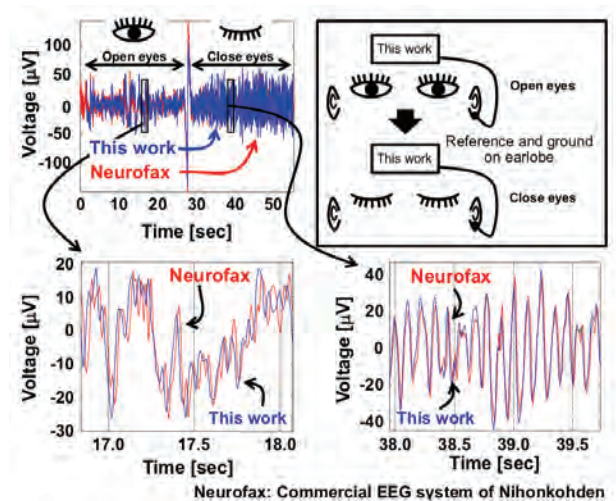 Open eyes
Close eyes
Voltage [µV]
100
50
0
-50
-100
This work
Neurofax
0 10 20 30 40 50
Time [sec]
This work
Open eyes
Reference and ground
on earlobe
This work
Close eyes
Voltage [µV]
20
10
0
-10
-20
-30
Neurofax
This work
17.0 17.5 18.0
Time [sec]
Voltage [µV]
40
20
0
-20
-40
Neurofax
This work
38.0 38.5 39.0 39.5
Time [sec]
Neurofax: Commercial EEG system of Nihonkohden